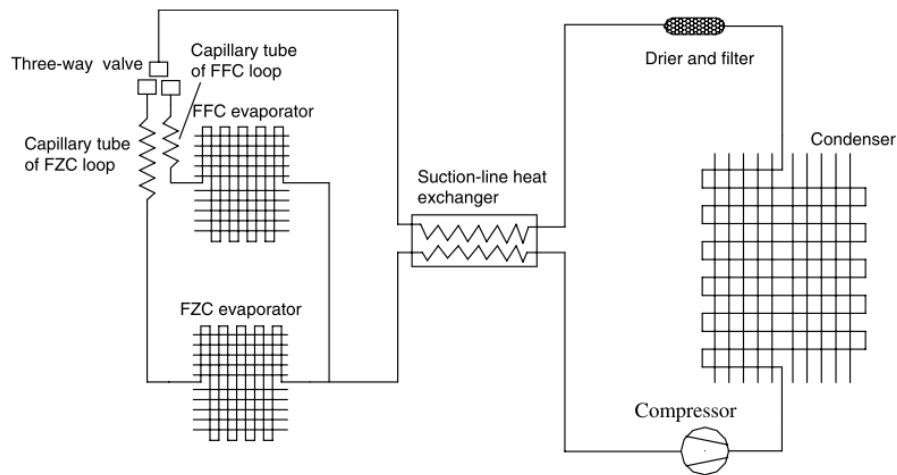 Three-way valve
Capillary tube
of FFC loop
Drier and filter
FFC evaporator
Capillary tube
of FZC loop
Condenser
Suction-line heat
exchanger
FZC evaporator
Compressor